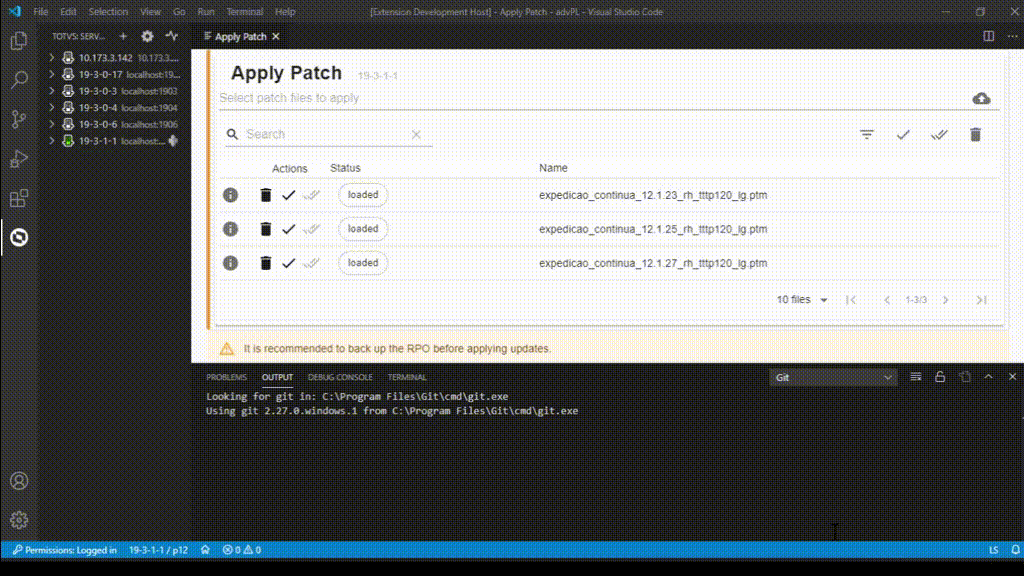 File Edit Selection View Go Run Terminal Help [Extension Development Host] - Apply Patch - advPL - Visual Studio Code
TOTVS: SERV...
Apply Patch
10.173.3.142 10.173.3....
19-3-0-17 localhost:19...
19-3-0-3 localhost:1903
19-3-0-4 localhost:1904
19-3-0-6 localhost:1906
19-3-1-1 localhost:...
Apply Patch 19-3-1-1
Select patch files to apply
Search
Actions Status Name
loaded expedicao_continua_12.1.23_rh_tttp120_lg.ptm
loaded expedicao_continua_12.1.25_rh_tttp120_lg.ptm
loaded expedicao_continua_12.1.27_rh_tttp120_lg.ptm
10 files 1-3/3
It is recommended to back up the RPO before applying updates.
PROBLEMS OUTPUT DEBUG CONSOLE TERMINAL Git
Looking for git in: C:\Program Files\Git\cmd\git.exe
Using git 2.27.0.windows.1 from C:\Program Files\Git\cmd\git.exe
Permissions: Logged in 19-3-1-1 / p12 0 0 LS